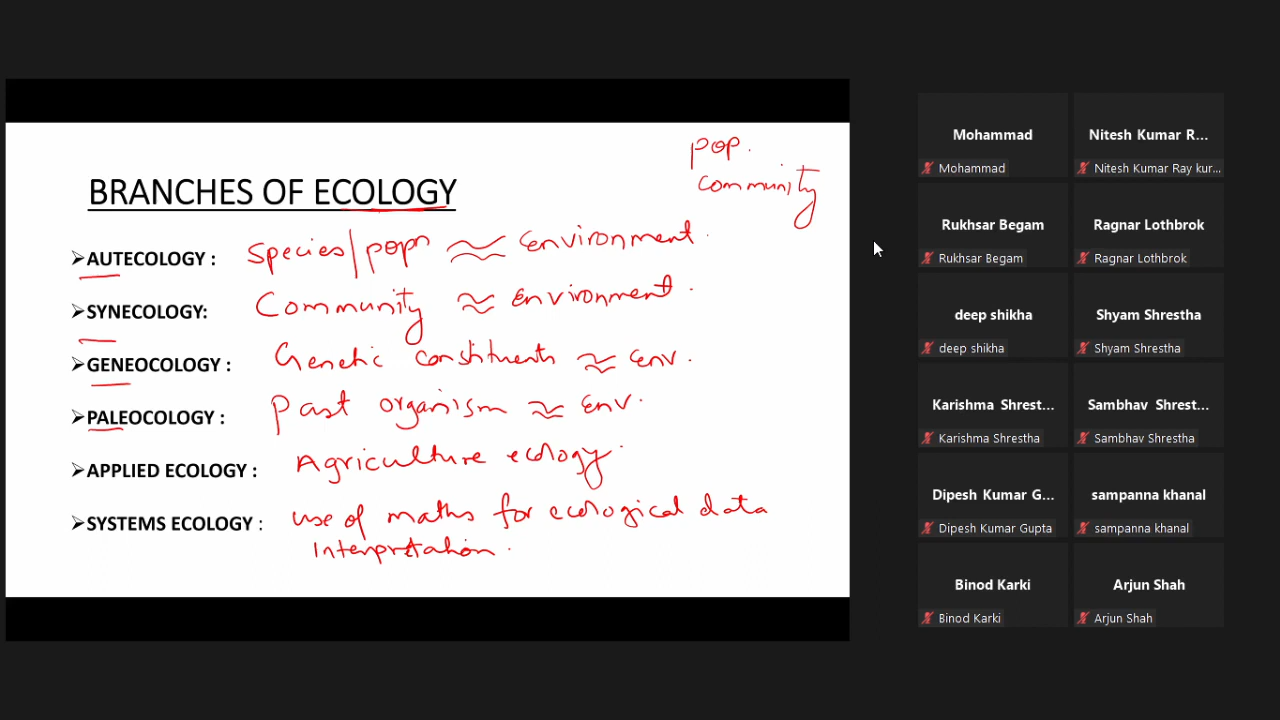 pop.
community
BRANCHES OF ECOLOGY
➢AUTECOLOGY : Species/popn ≈ Environment.
➢SYNECOLOGY: Community ≈ Environment.
➢GENEOCOLOGY : Genetic constituents ≈ Env.
➢PALEOCOLOGY : Past organism ≈ Env.
➢APPLIED ECOLOGY : Agriculture ecology.
➢SYSTEMS ECOLOGY : use of maths for ecological data
Interpretation.
Mohammad
Mohammad
Nitesh Kumar R...
Nitesh Kumar Ray kur...
Rukhsar Begam
Rukhsar Begam
Ragnar Lothbrok
Ragnar Lothbrok
deep shikha
deep shikha
Shyam Shrestha
Shyam Shrestha
Karishma Shrest...
Karishma Shrestha
Sambhav Shrest...
Sambhav Shrestha
Dipesh Kumar G...
Dipesh Kumar Gupta
sampanna khanal
sampanna khanal
Binod Karki
Binod Karki
Arjun Shah
Arjun Shah